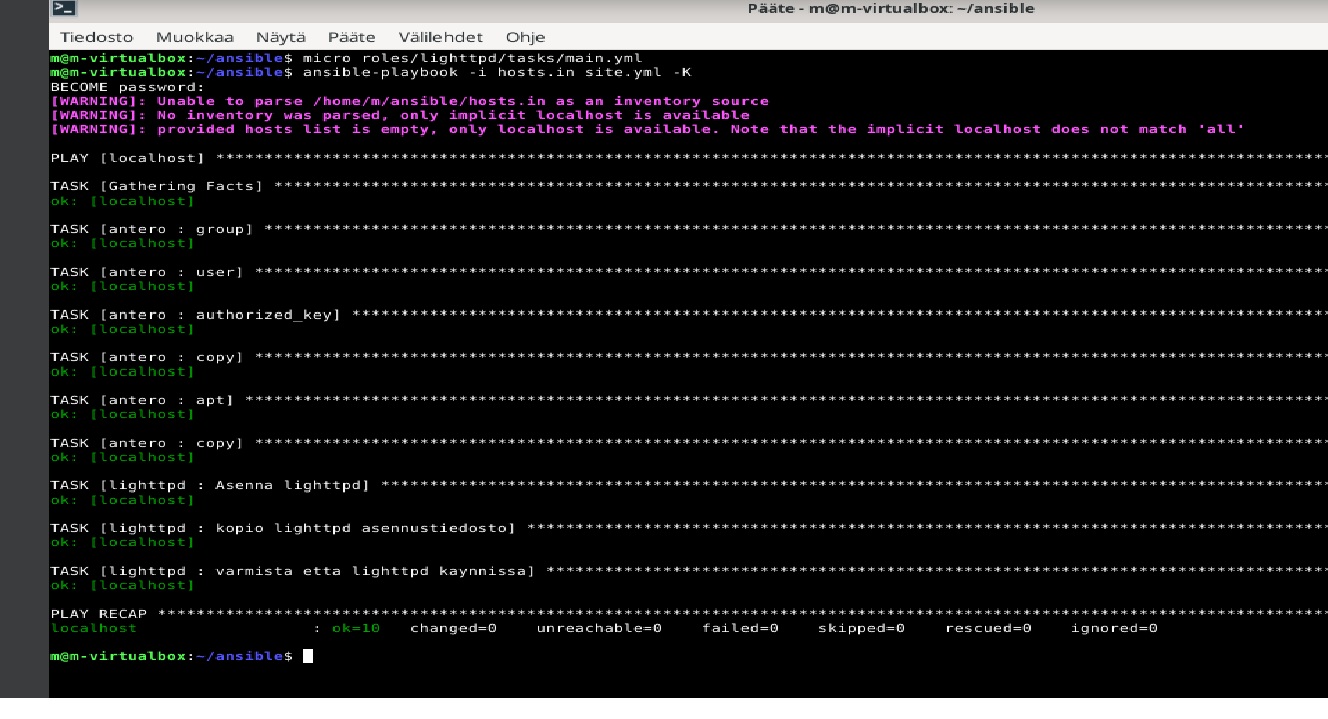 Pääte - m@m-virtualbox: ~/ansible
Tiedosto Muokkaa Näytä Pääte Välilehdet Ohje
m@m-virtualbox:~/ansible$ micro roles/lighttpd/tasks/main.yml
m@m-virtualbox:~/ansible$ ansible-playbook -i hosts.in site.yml -K
BECOME password:
[WARNING]: Unable to parse /home/m/ansible/hosts.in as an inventory source
[WARNING]: No inventory was parsed, only implicit localhost is available
[WARNING]: provided hosts list is empty, only localhost is available. Note that the implicit localhost does not match 'all'
PLAY [localhost] ******************************************************************************************************************
TASK [Gathering Facts] ************************************************************************************************************
ok: [localhost]
TASK [antero : group] *************************************************************************************************************
ok: [localhost]
TASK [antero : user] **************************************************************************************************************
ok: [localhost]
TASK [antero : authorized_key] ****************************************************************************************************
ok: [localhost]
TASK [antero : copy] **************************************************************************************************************
ok: [localhost]
TASK [antero : apt] ***************************************************************************************************************
ok: [localhost]
TASK [antero : copy] **************************************************************************************************************
ok: [localhost]
TASK [lighttpd : Asenna lighttpd] *************************************************************************************************
ok: [localhost]
TASK [lighttpd : kopio lighttpd asennustiedosto] **********************************************************************************
ok: [localhost]
TASK [lighttpd : varmista etta lighttpd kaynnissa] ********************************************************************************
ok: [localhost]
PLAY RECAP ************************************************************************************************************************
localhost : ok=10 changed=0 unreachable=0 failed=0 skipped=0 rescued=0 ignored=0
m@m-virtualbox:~/ansible$